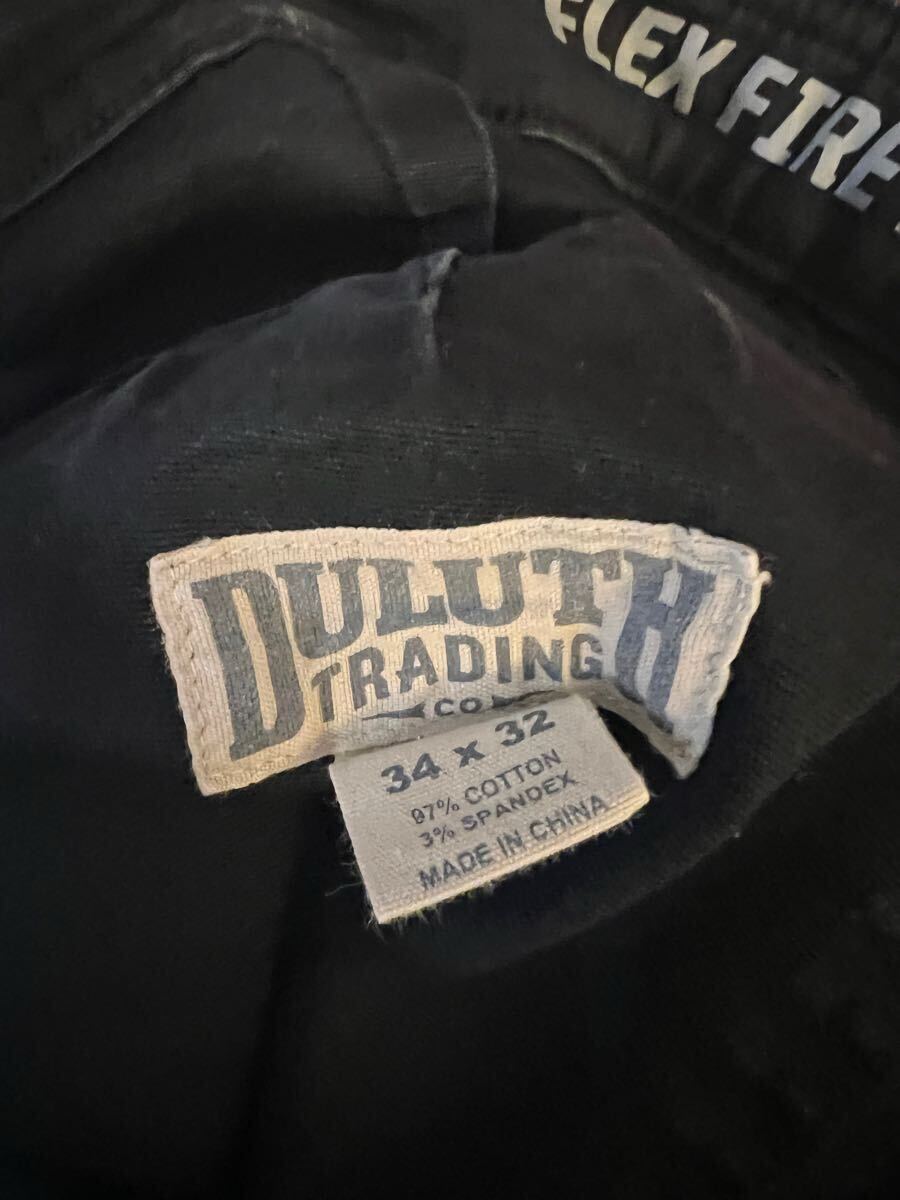 FLEX FIRE
DULUTH
TRADING
CO
34 x 32
97% COTTON
3% SPANDEX
MADE IN CHINA